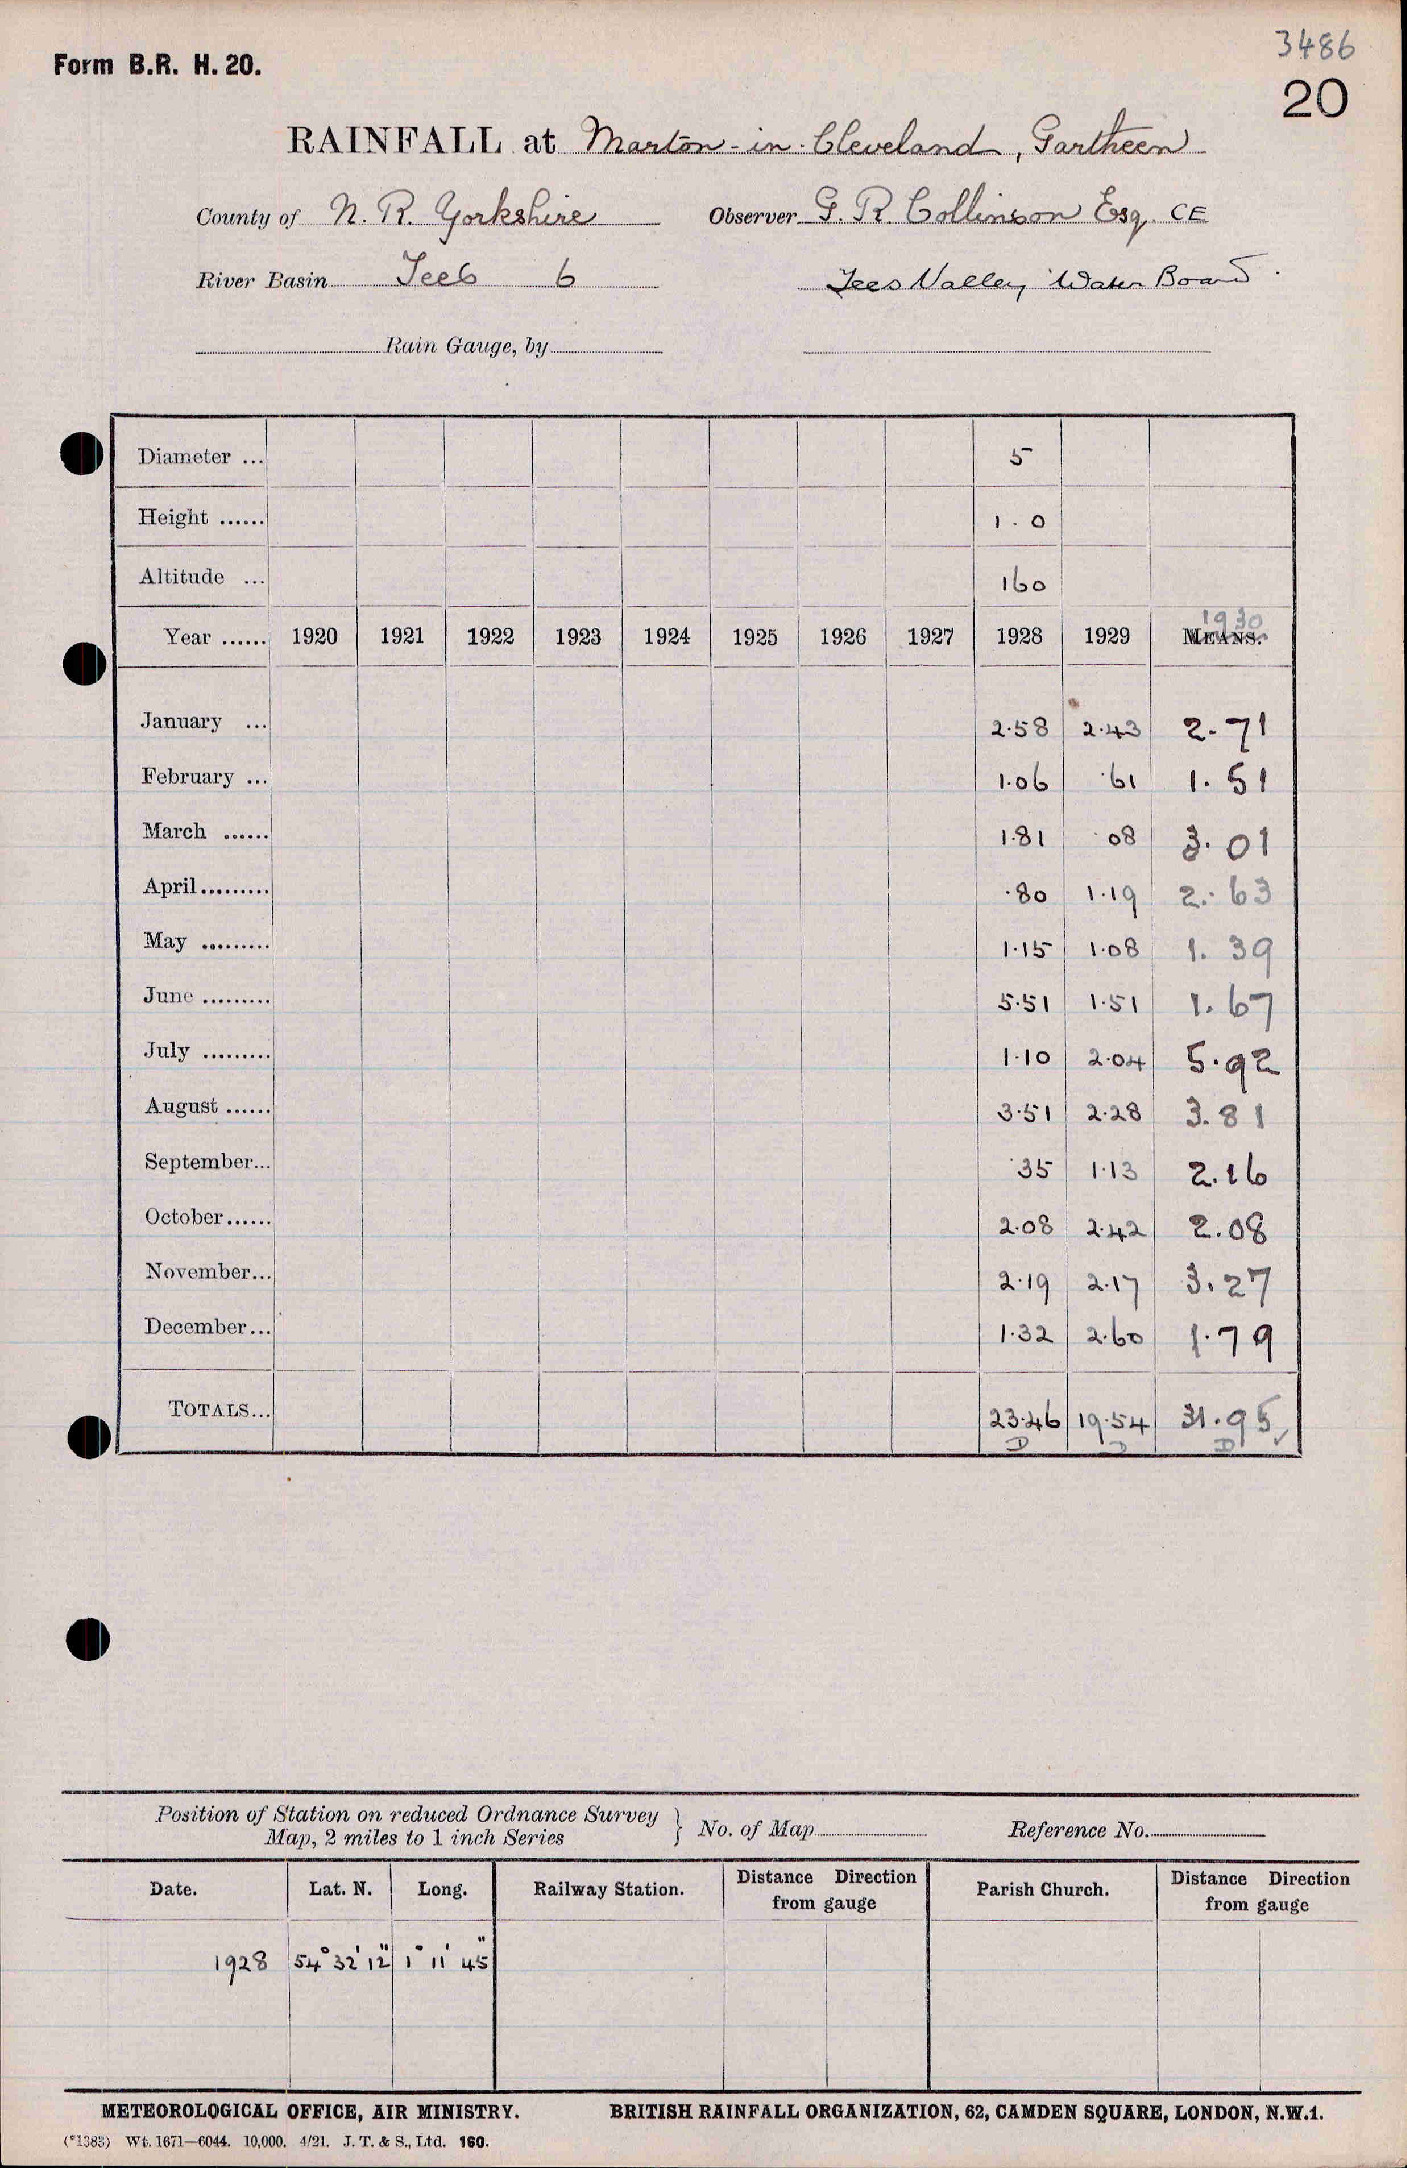 3486
Form B.R. H. 20.
20
RAINFALL at Marton-in-Cleveland, Gartheen
County of N. R. Yorkshire Observer G. R. Collinson Esq. CE
River Basin Tees 6 Tees Valley Water Board.
Rain Gauge, by
Diameter ... 5
Height ...... 1.0
Altitude ... 160
1930
Year ...... 1920 1921 1922 1923 1924 1925 1926 1927 1928 1929 MEANS.
January ... 2.58 2.43 2.71
February ... 1.06 .61 1.51
March ...... 1.81 .08 3.01
April......... .80 1.19 2.63
May ......... 1.15 1.08 1.39
June ......... 5.51 1.51 1.67
July ......... 1.10 2.04 5.92
August ...... 3.51 2.28 3.81
September... .35 1.13 2.16
October...... 2.08 2.42 2.08
November... 2.19 2.17 3.27
December... 1.32 2.60 1.79
TOTALS... 23.46 19.54 31.95 ✓
D D D
Position of Station on reduced Ordnance Survey
Map, 2 miles to 1 inch Series } No. of Map Reference No.
Date. Lat. N. Long. Railway Station. Distance Direction from gauge Parish Church. Distance Direction from gauge
1928 54° 32' 12" 1° 11' 45"
METEOROLOGICAL OFFICE, AIR MINISTRY. BRITISH RAINFALL ORGANIZATION, 62, CAMDEN SQUARE, LONDON, N.W.1.
(*1383) Wt. 1671—6044. 10,000. 4/21. J. T. & S., Ltd. 160.